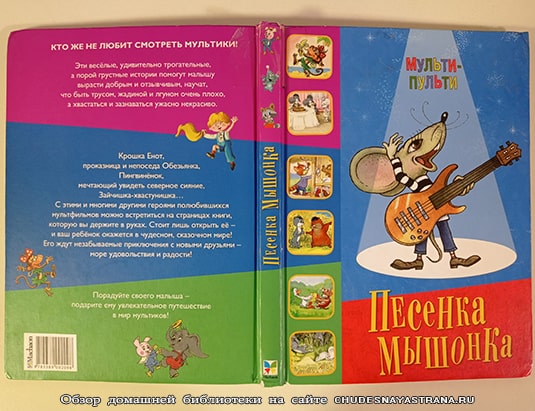 КТО ЖЕ НЕ ЛЮБИТ СМОТРЕТЬ МУЛЬТИКИ!
Эти весёлые, удивительно трогательные,
а порой грустные истории помогут малышу
вырасти добрым и отзывчивым, научат,
что быть трусом, жадиной и лгуном очень плохо,
а хвастаться и зазнаваться ужасно некрасиво.
Крошка Енот,
проказница и непоседа Обезьянка,
Пингвинёнок,
мечтающий увидеть северное сияние,
Зайчишка-хвастунишка...
С этими и многими другими героями полюбившихся
мультфильмов можно встретиться на страницах книги,
которую вы держите в руках. Стоит лишь открыть её –
и ваш ребёнок окажется в чудесном, сказочном мире!
Его ждут незабываемые приключения с новыми друзьями –
море удовольствия и радости!
Порадуйте своего малыша –
подарите ему увлекательное путешествие
в мир мультиков!
Machaon
Песенка Мышонка
МУЛЬТИ-
ПУЛЬТИ
Песенка
Мышонка
Обзор домашней библиотеки на сайте CHUDESNAYASTRANA.RU